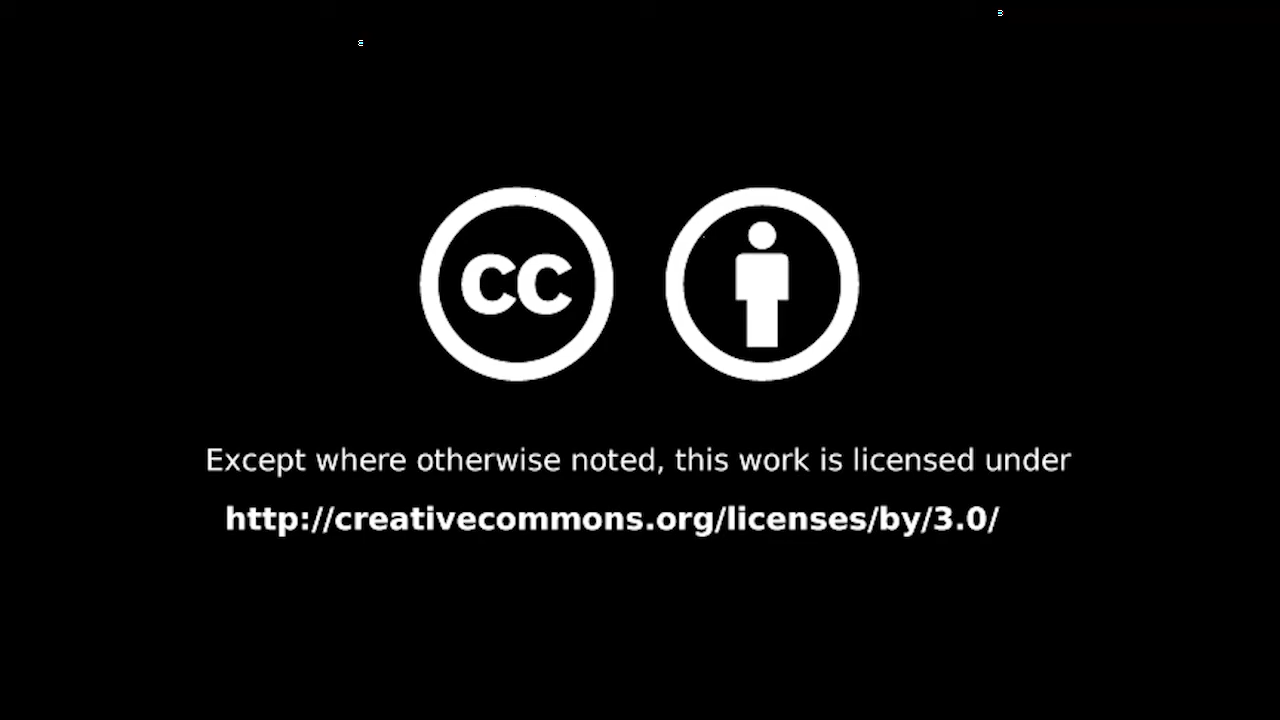 cc
Except where otherwise noted, this work is licensed under
http://creativecommons.org/licenses/by/3.0/